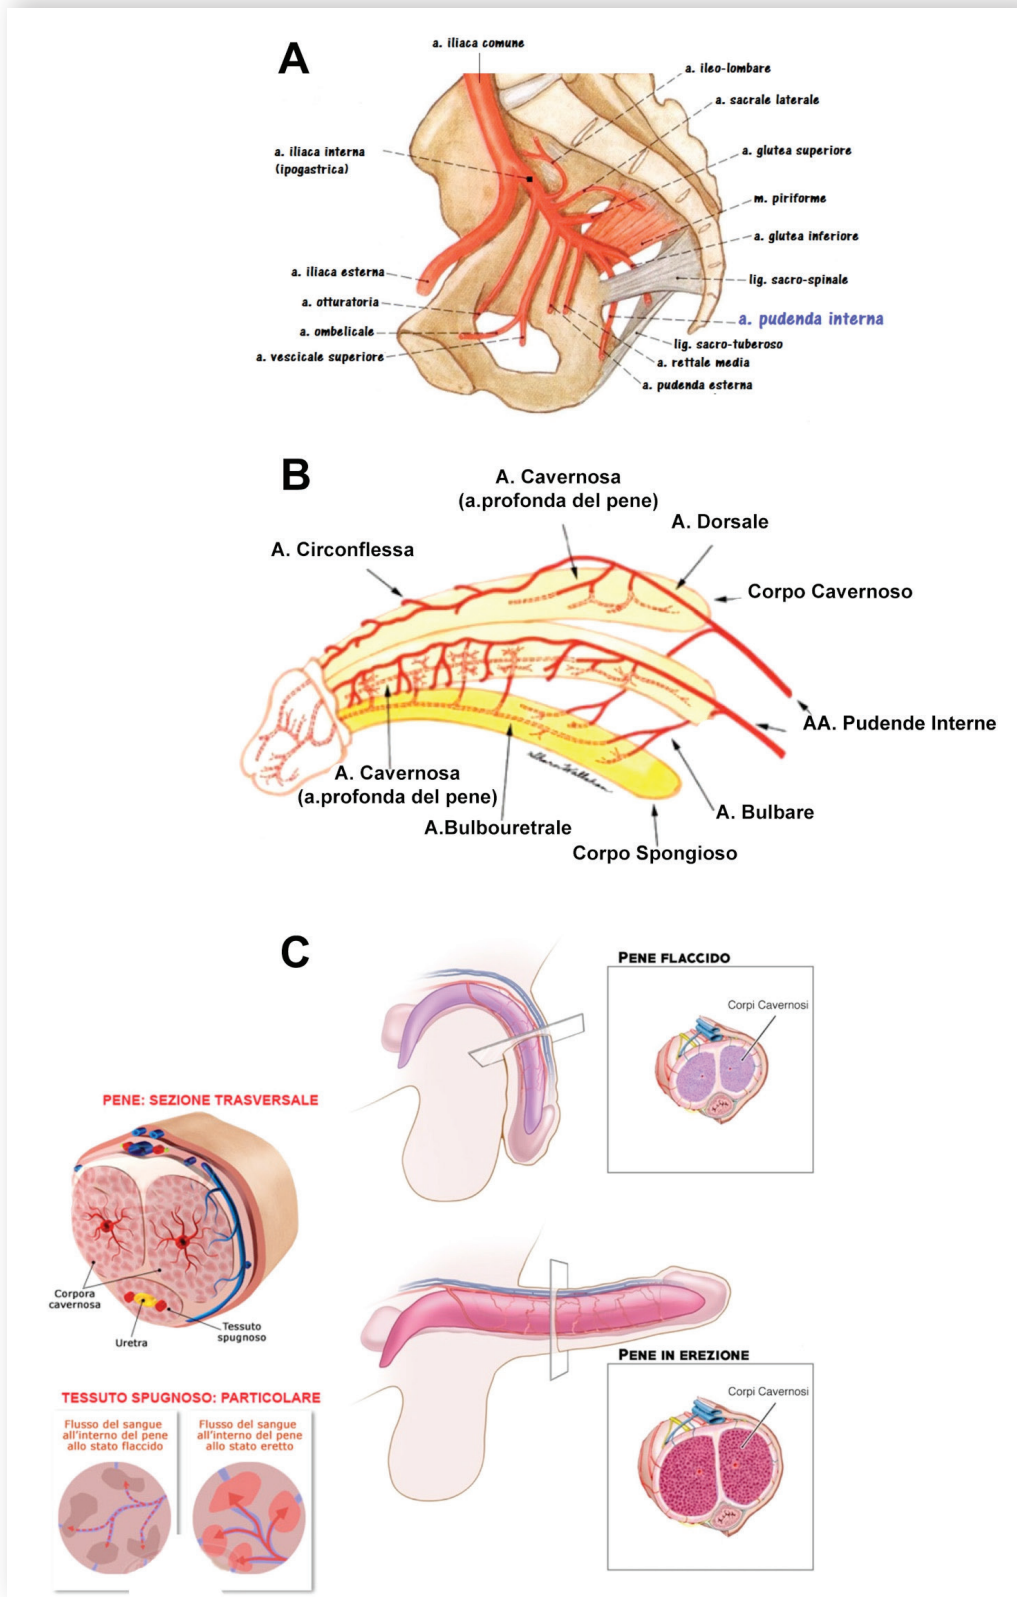 A
a. iliaca comune
a. ileo-lombare
a. sacrale laterale
a. iliaca interna
(ipogastrica)
a. glutea superiore
m. piriforme
a. glutea inferiore
a. iliaca esterna
lig. sacro-spinale
a. otturatoria
a. pudenda interna
a. ombelicale
lig. sacro-tuberoso
a. vescicale superiore
a. rettale media
a. pudenda esterna
B
A. Cavernosa
(a.profonda del pene)
A. Dorsale
A. Circonflessa
Corpo Cavernoso
AA. Pudende Interne
A. Cavernosa
(a.profonda del pene)
A. Bulbare
A.Bulbouretrale
Corpo Spongioso
C
PENE FLACCIDO
Corpi Cavernosi
PENE: SEZIONE TRASVERSALE
Corpora
cavernosa
Uretra
Tessuto
spugnoso
PENE IN EREZIONE
Corpi Cavernosi
TESSUTO SPUGNOSO: PARTICOLARE
Flusso del sangue
all'interno del pene
allo stato flaccido
Flusso del sangue
all'interno del pene
allo stato eretto